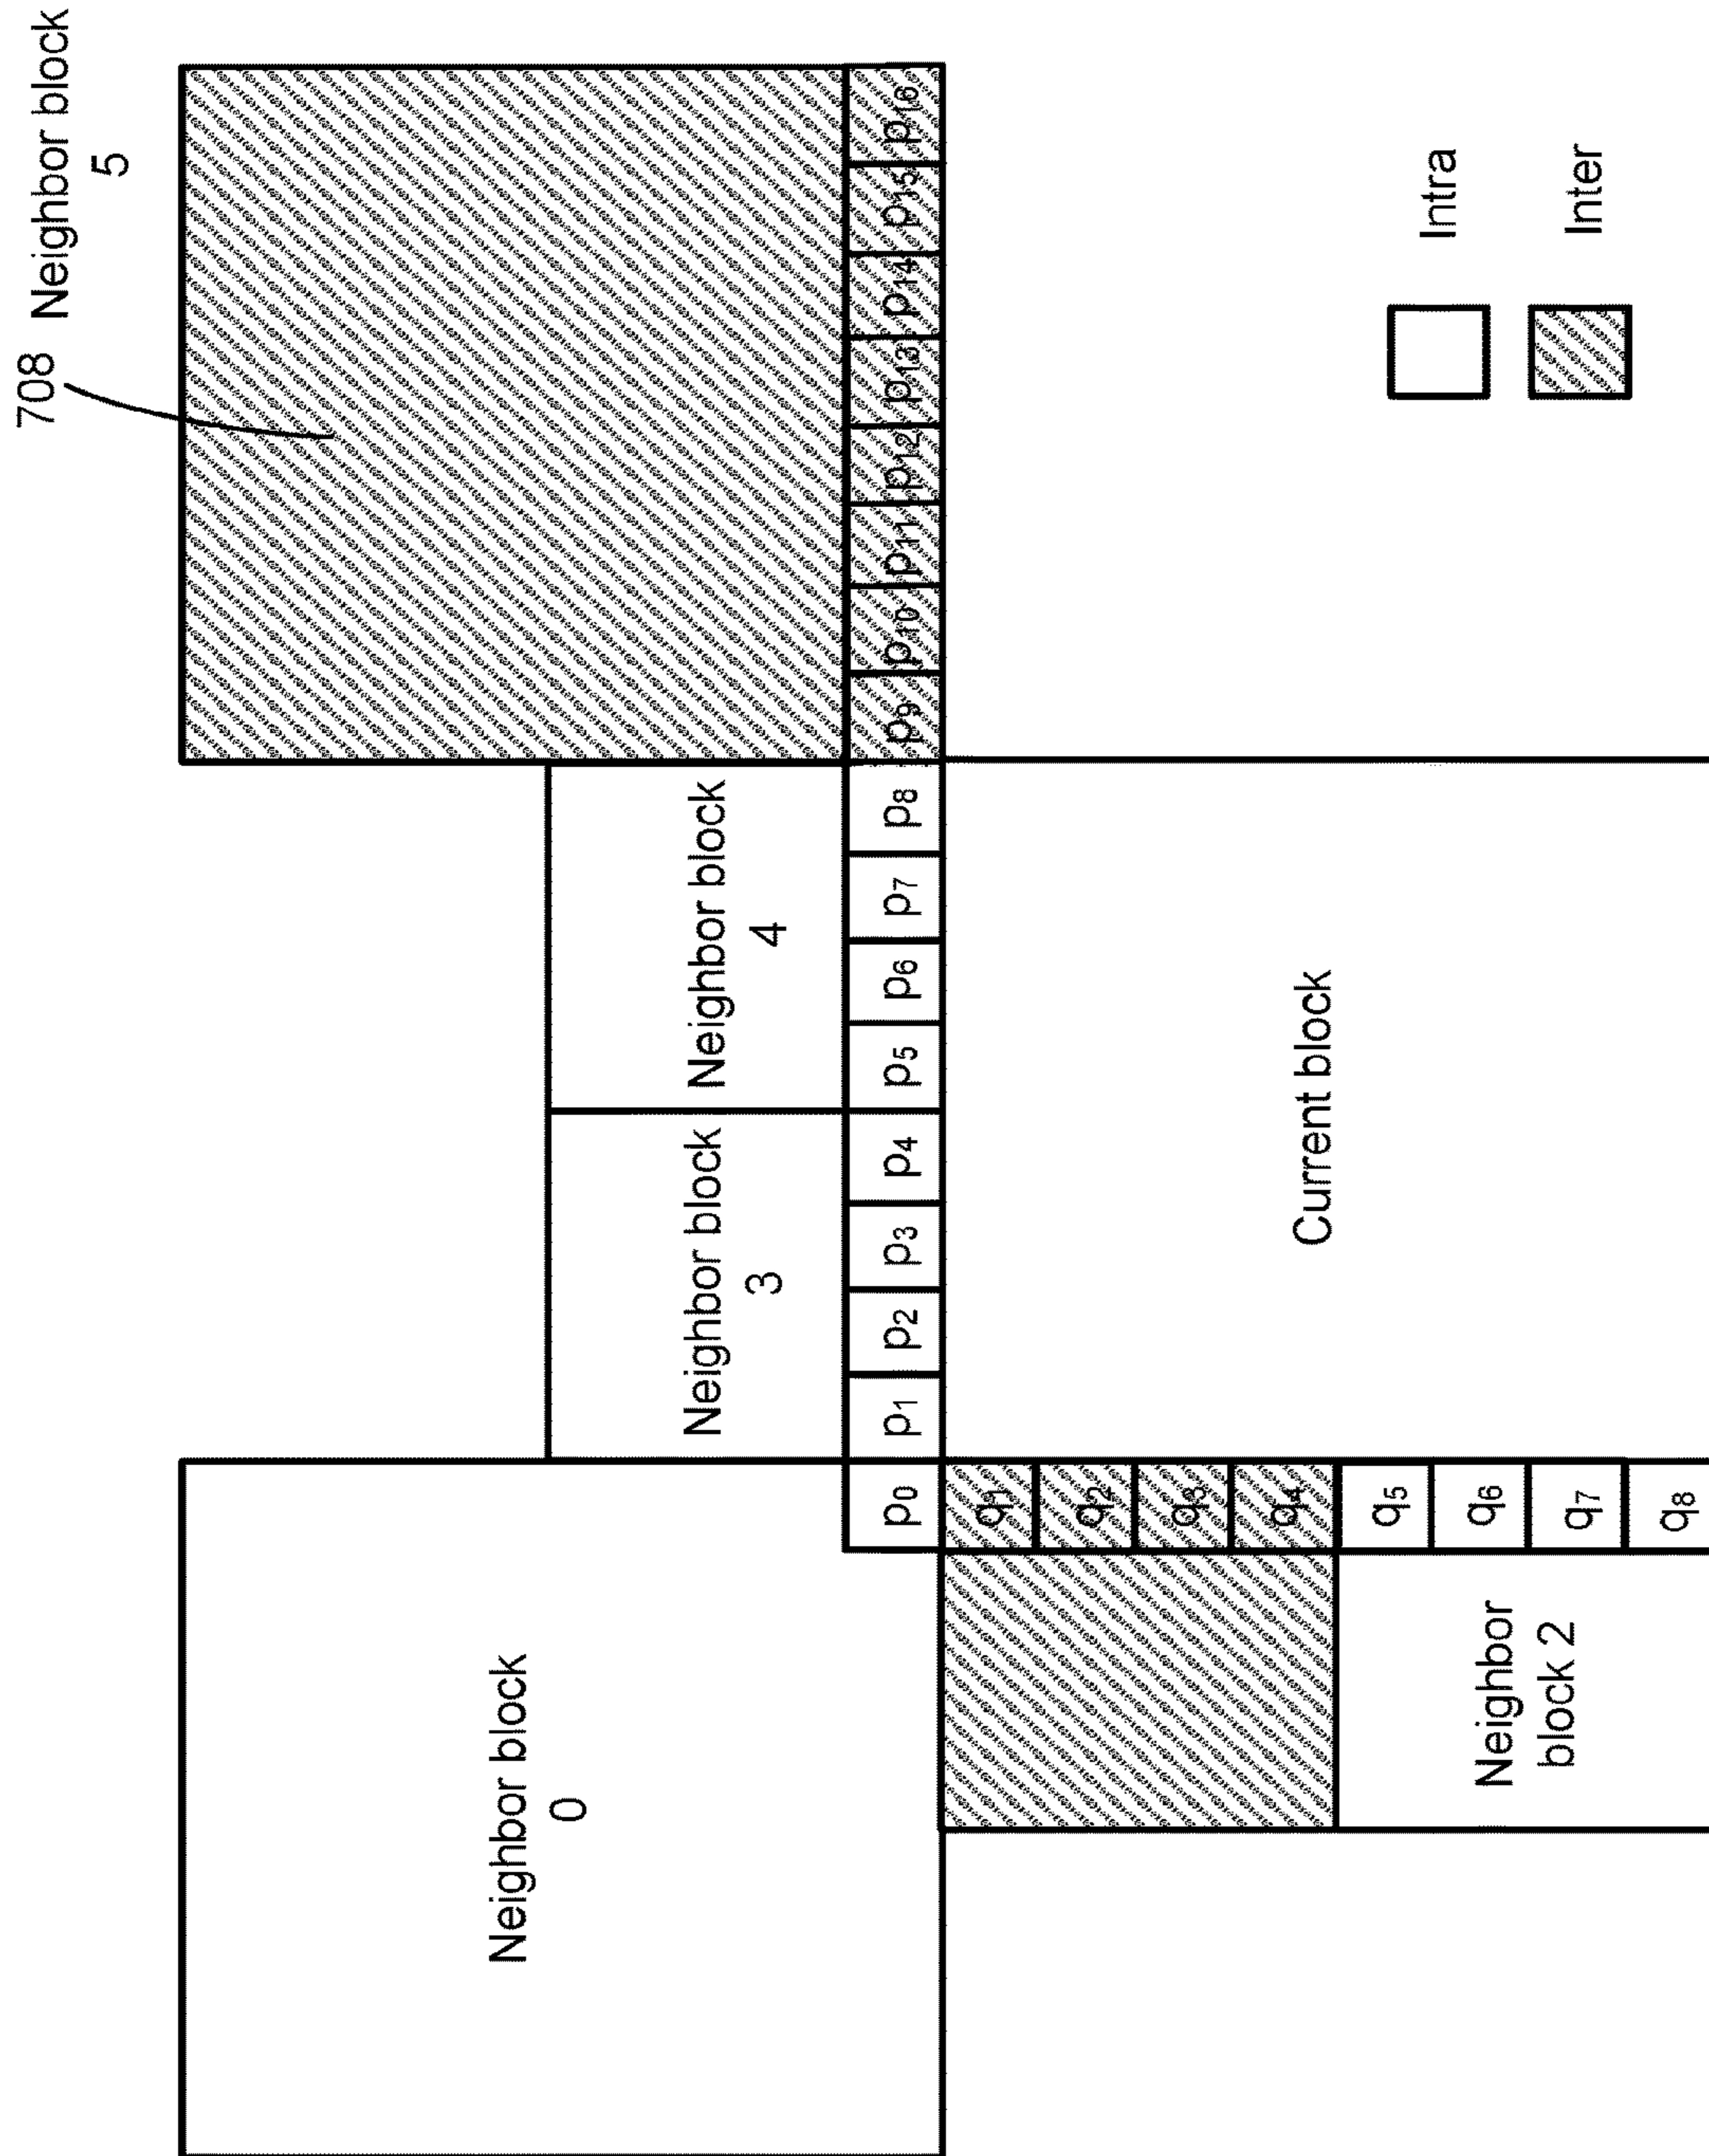 708
Neighbor block
5
Neighbor block
0
Neighbor block
3
Neighbor block
4
p0 p1 p2 p3 p4 p5 p6 p7 p8 p9 p10 p11 p12 p13 p14 p15 p16
q1
q2
q3
q4
q5
q6
q7
q8
Neighbor
block 2
Current block
Intra
Inter